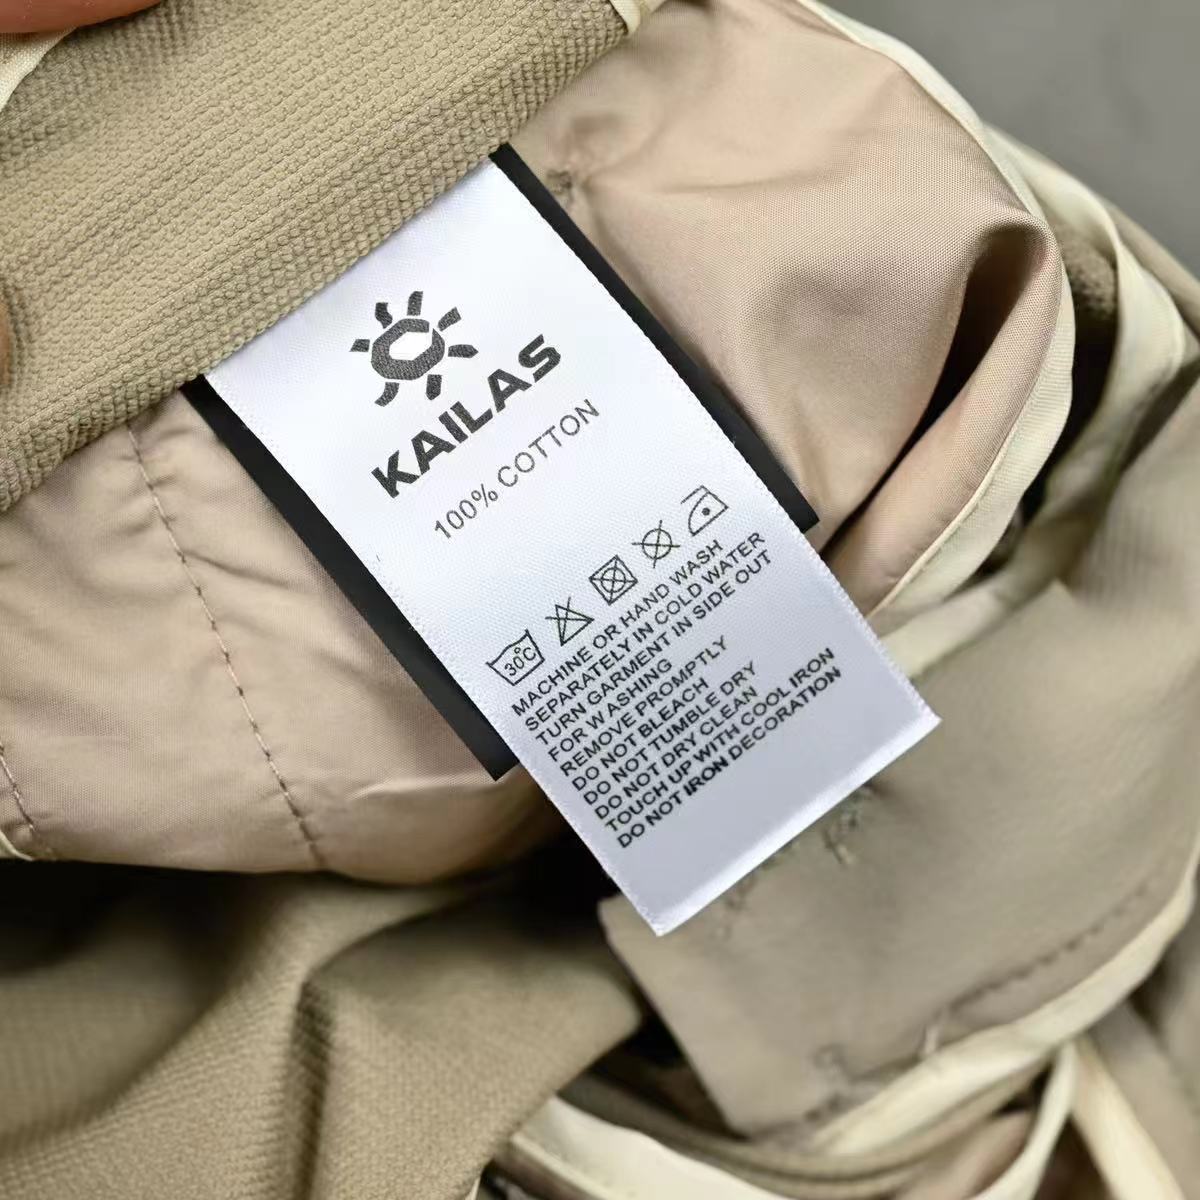 KAILAS
100% COTTON
30°C
MACHINE OR HAND WASH
SEPARATELY IN COLD WATER
TURN GARMENT IN SIDE OUT
FOR WASHING
REMOVE PROMPTLY
DO NOT BLEACH
DO NOT TUMBLE DRY
DO NOT DRY CLEAN
TOUCH UP WITH COOL IRON
DO NOT IRON DECORATION